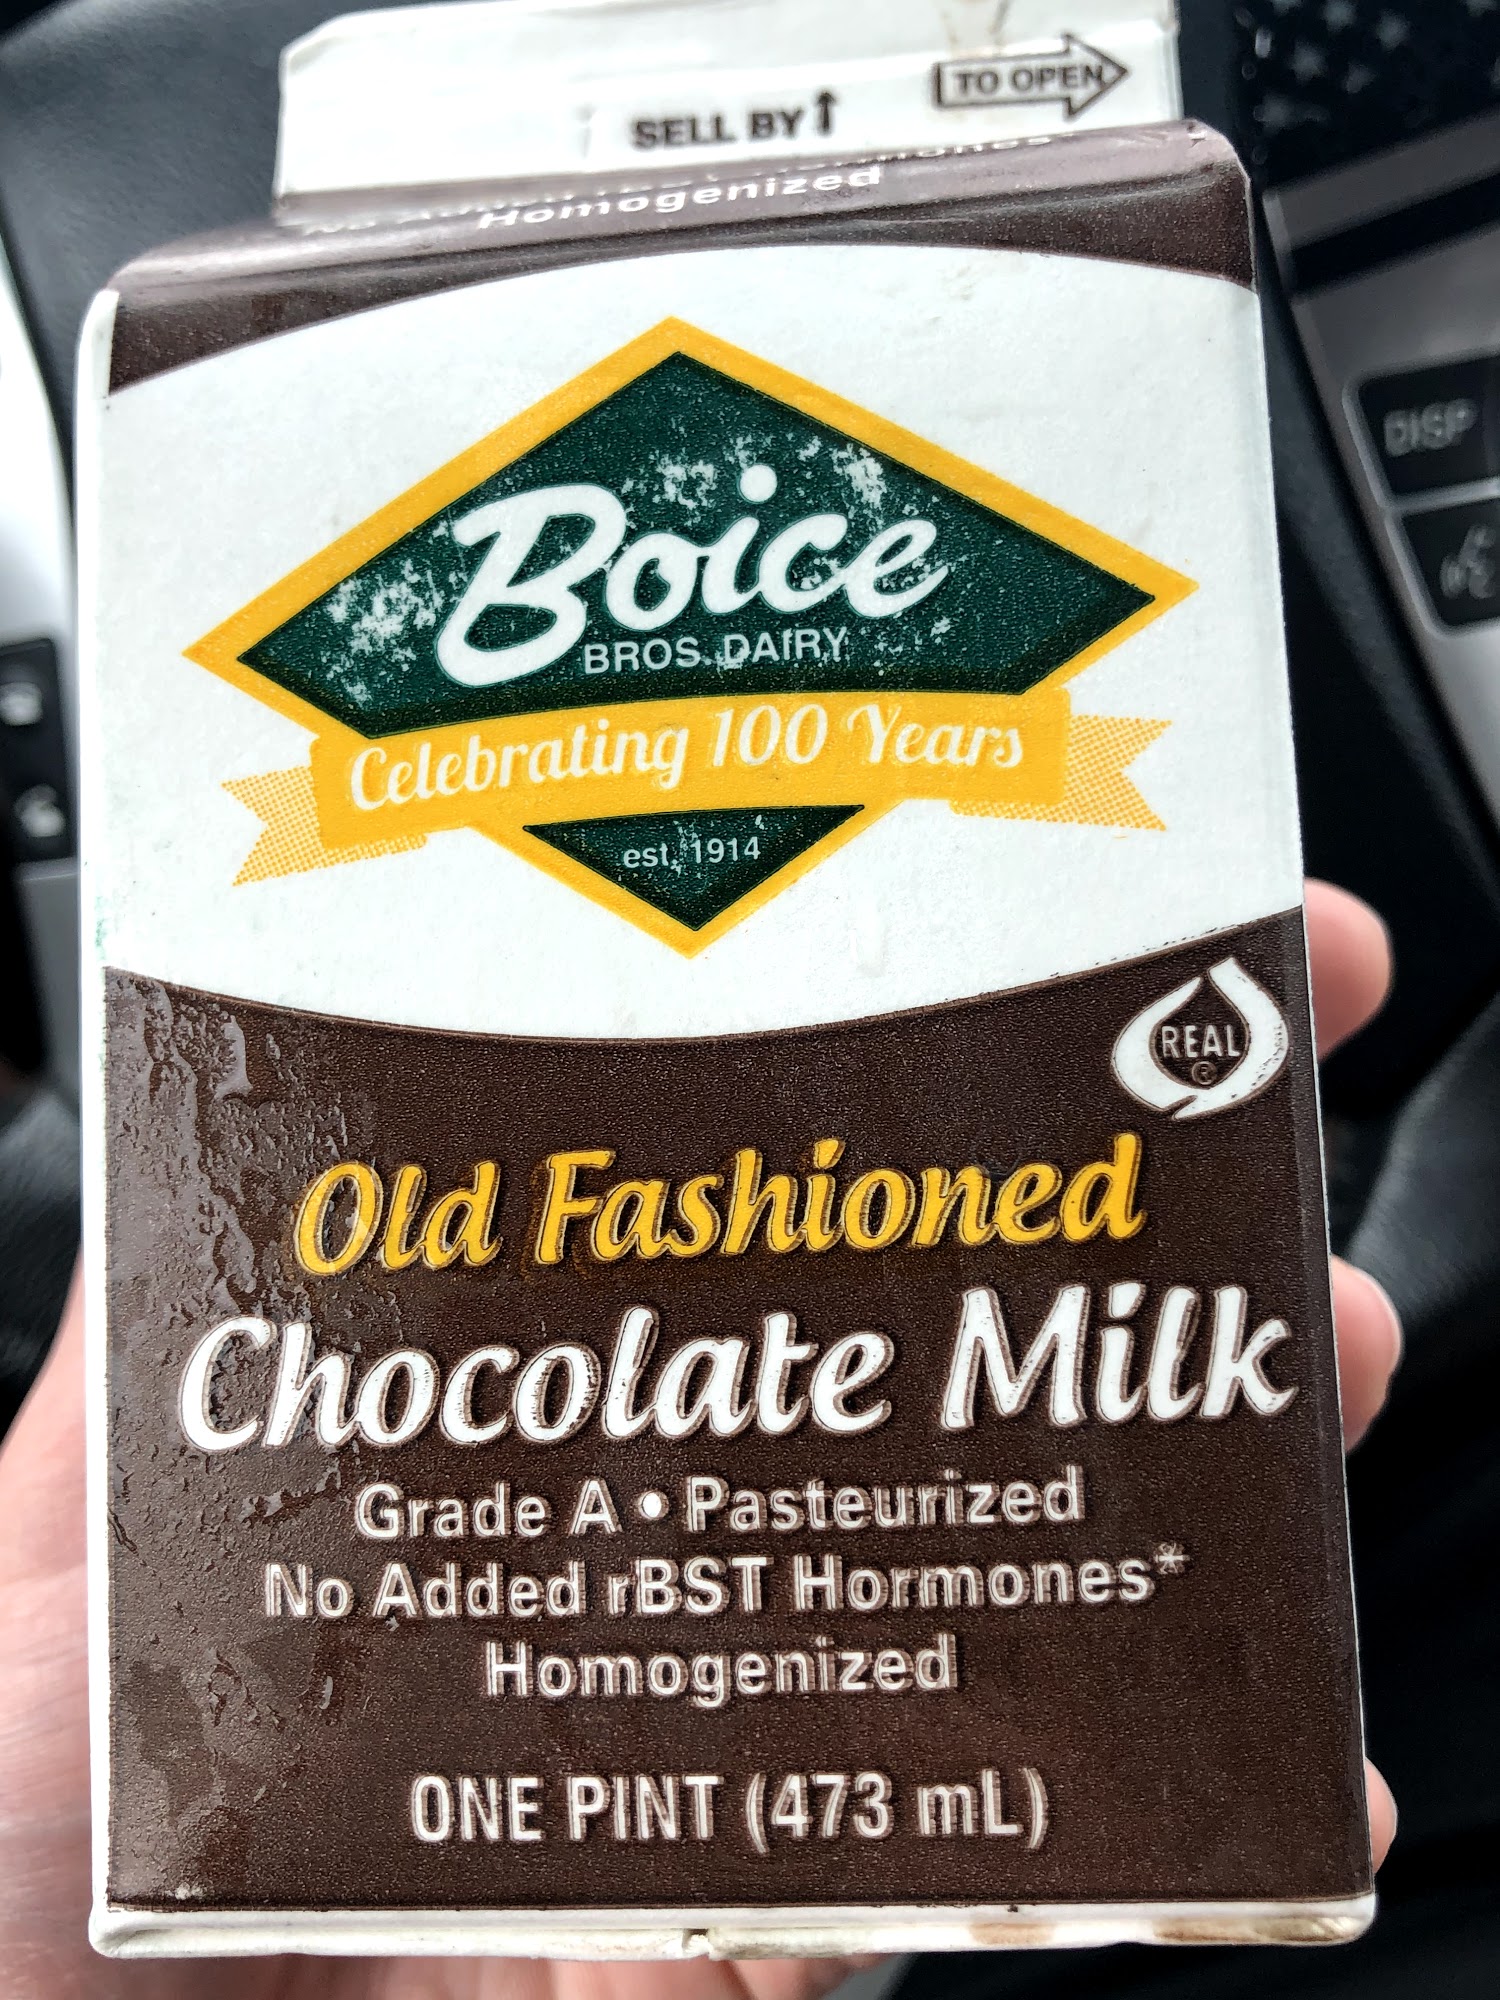 TO OPEN
SELL BY
Homogenized
Boice
BROS. DAIRY
Celebrating 100 Years
est. 1914
REAL
®
Old Fashioned
Chocolate Milk
Grade A • Pasteurized
No Added rBST Hormones*
Homogenized
ONE PINT (473 mL)
DISP